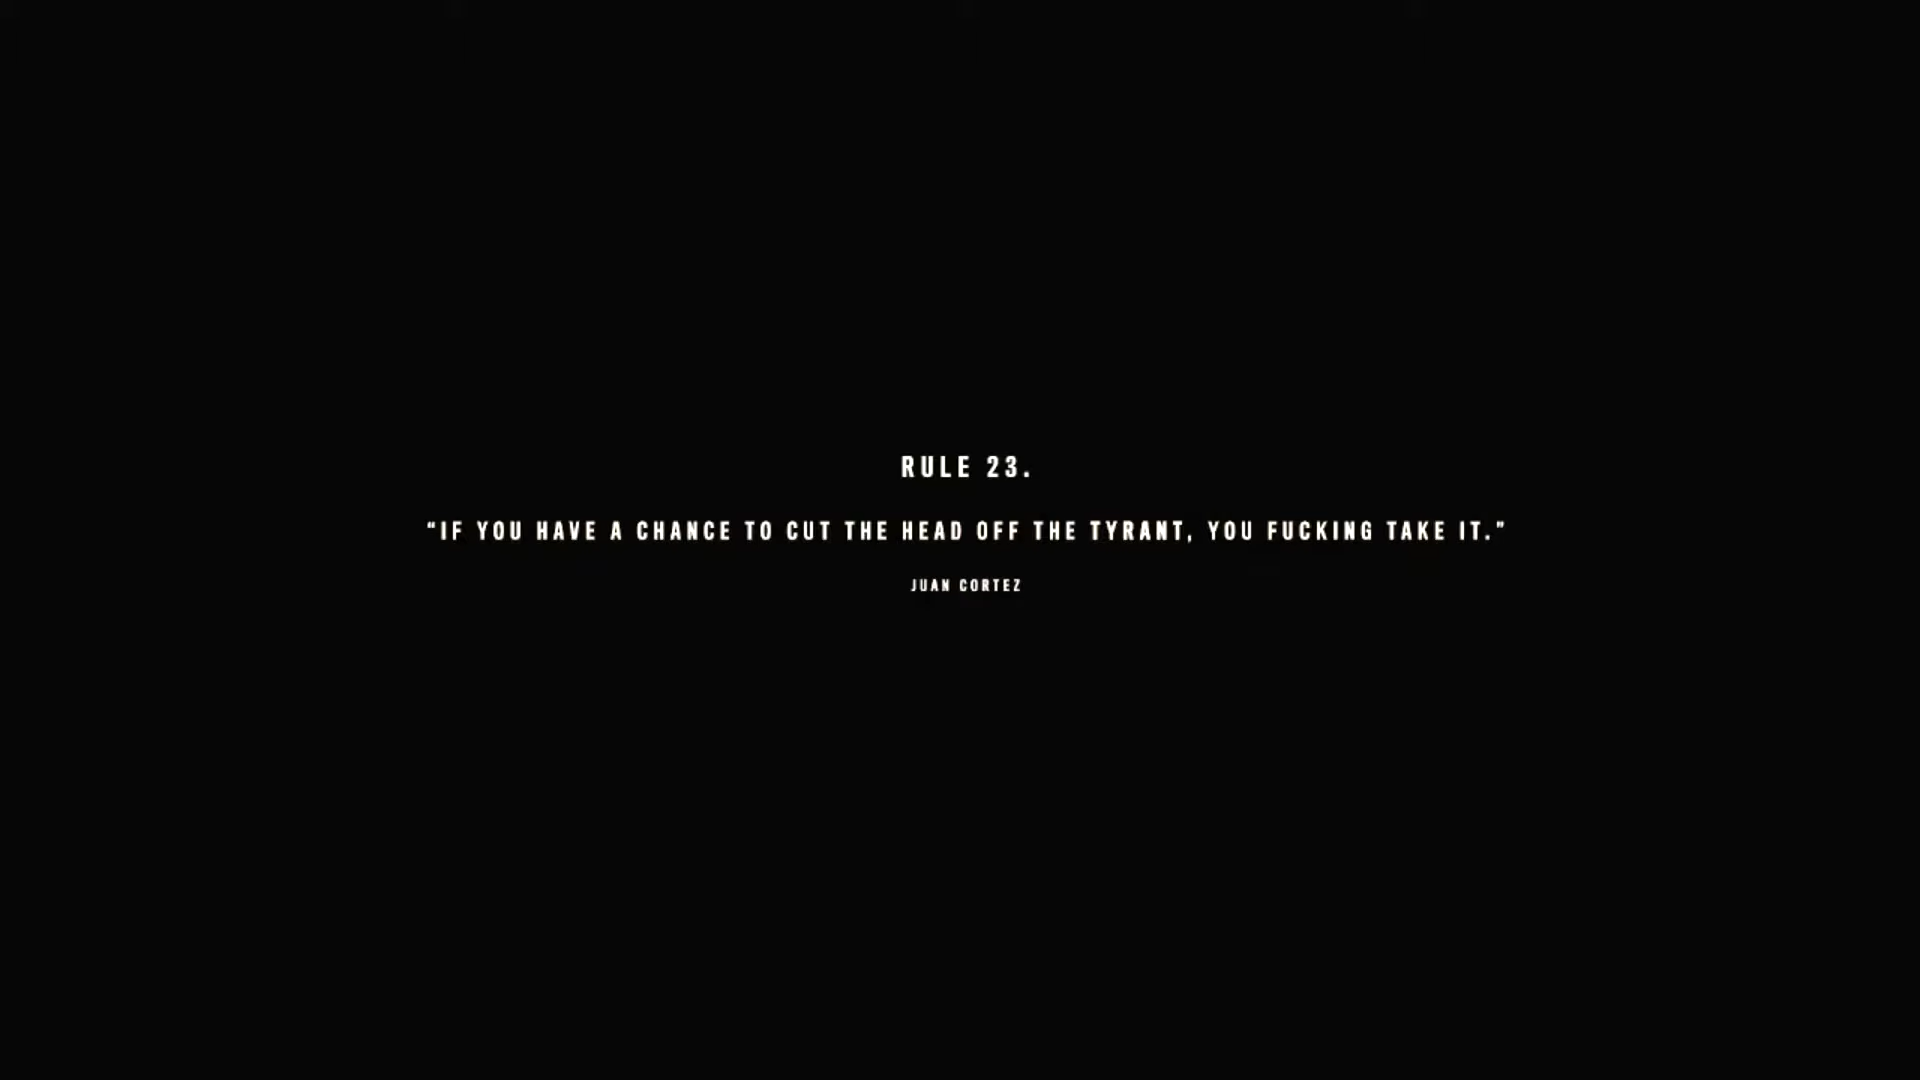 RULE 23.
“IF YOU HAVE A CHANCE TO CUT THE HEAD OFF THE TYRANT, YOU FUCKING TAKE IT.”
JUAN CORTEZ